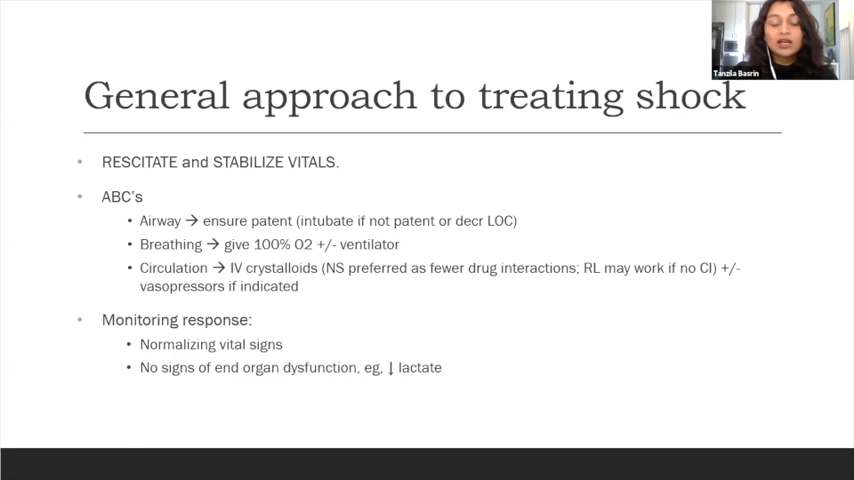 Tanzila Basrin
General approach to treating shock
• RESCITATE and STABILIZE VITALS.
• ABC's
• Airway → ensure patent (intubate if not patent or decr LOC)
• Breathing → give 100% O2 +/- ventilator
• Circulation → IV crystalloids (NS preferred as fewer drug interactions; RL may work if no CI) +/-
vasopressors if indicated
• Monitoring response:
• Normalizing vital signs
• No signs of end organ dysfunction, eg, ↓ lactate